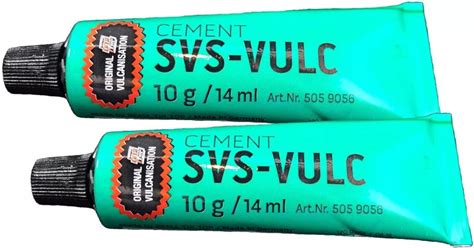 CEMENT
SVS-VULC
10 g / 14 ml Art.Nr. 505 9056
ORIGINAL
VULCANISATION
CEMENT
SVS-VULC
10 g / 14 ml Art.Nr. 505 9056
ORIGINAL
VULCANISATION